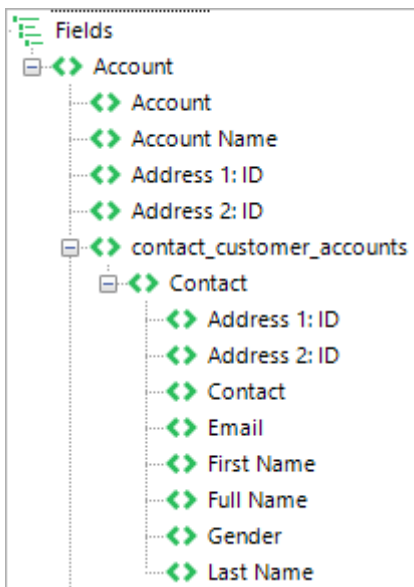 Fields
Account
Account
Account Name
Address 1: ID
Address 2: ID
contact_customer_accounts
Contact
Address 1: ID
Address 2: ID
Contact
Email
First Name
Full Name
Gender
Last Name